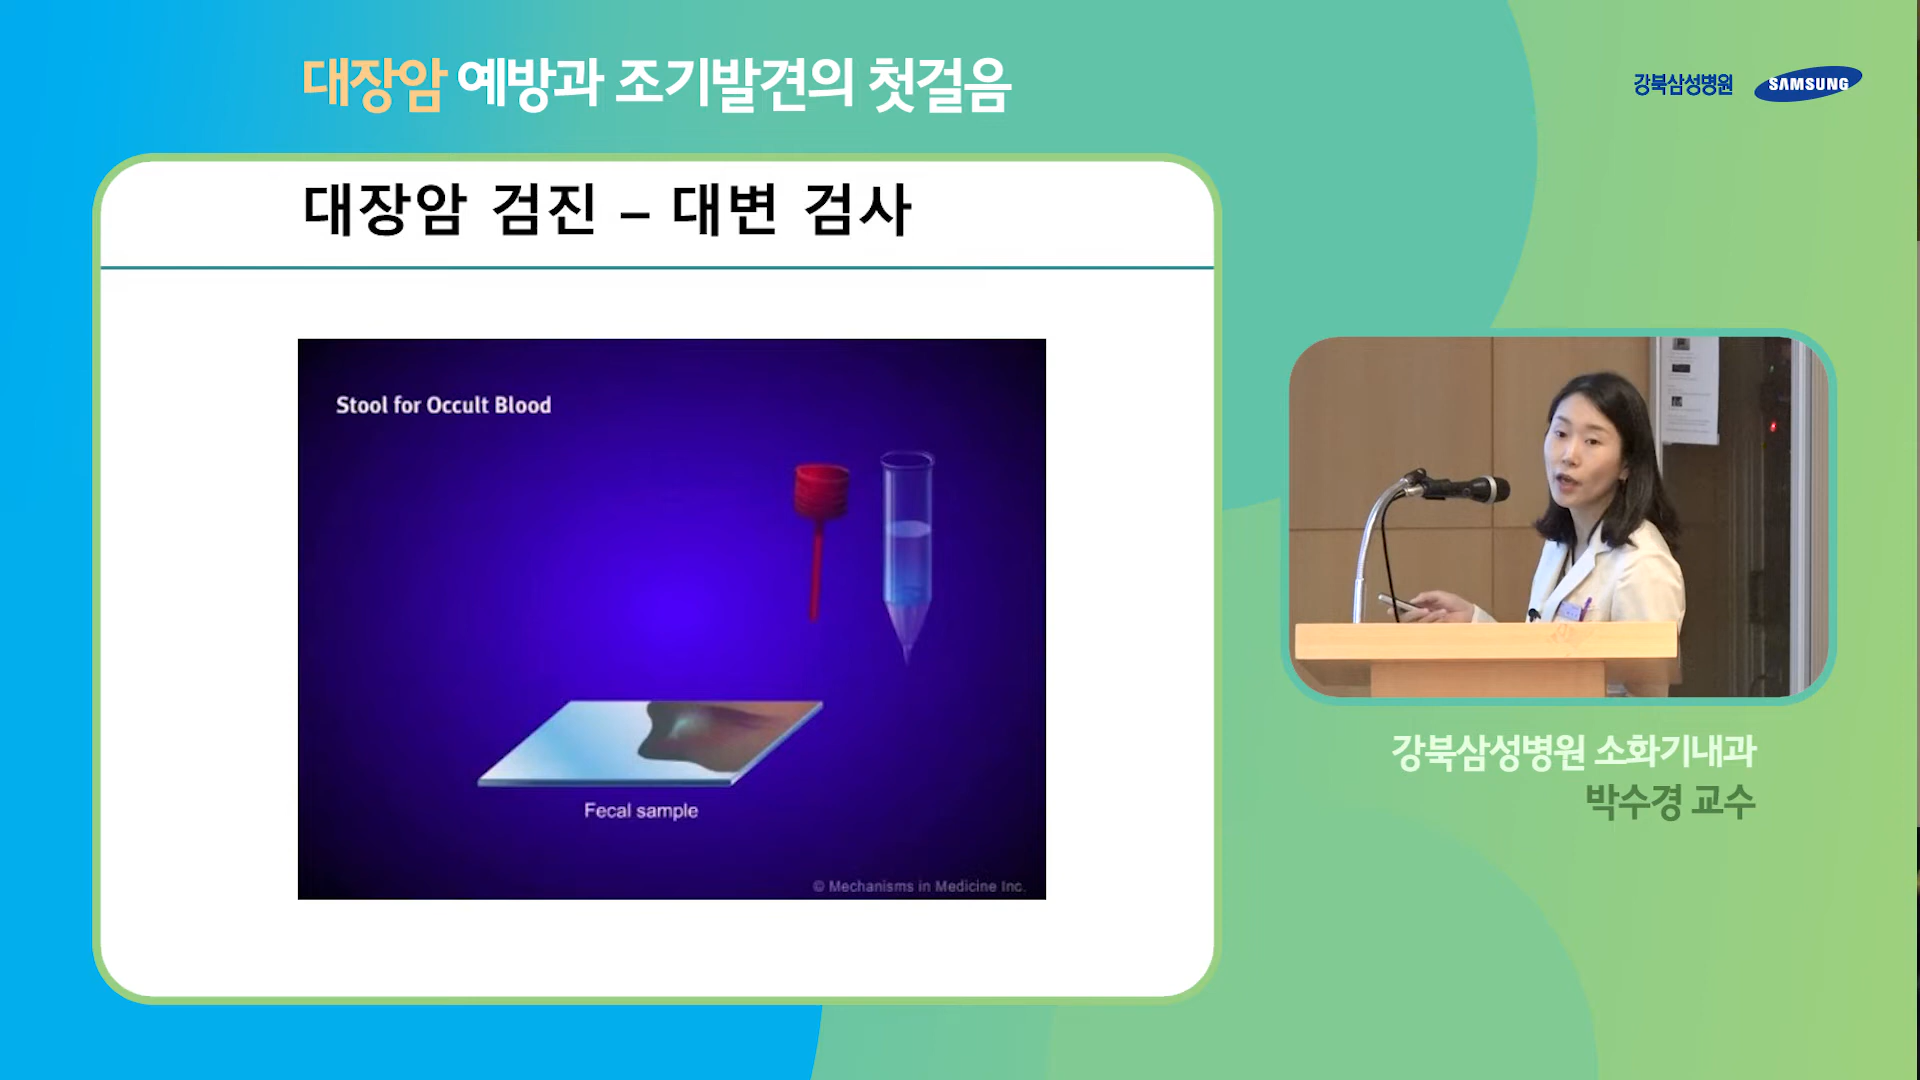 대장암 예방과 조기발견의 첫걸음
강북삼성병원 SAMSUNG
대장암 검진 – 대변 검사
Stool for Occult Blood
Fecal sample
© Mechanisms in Medicine Inc.
강북삼성병원 소화기내과
박수경 교수